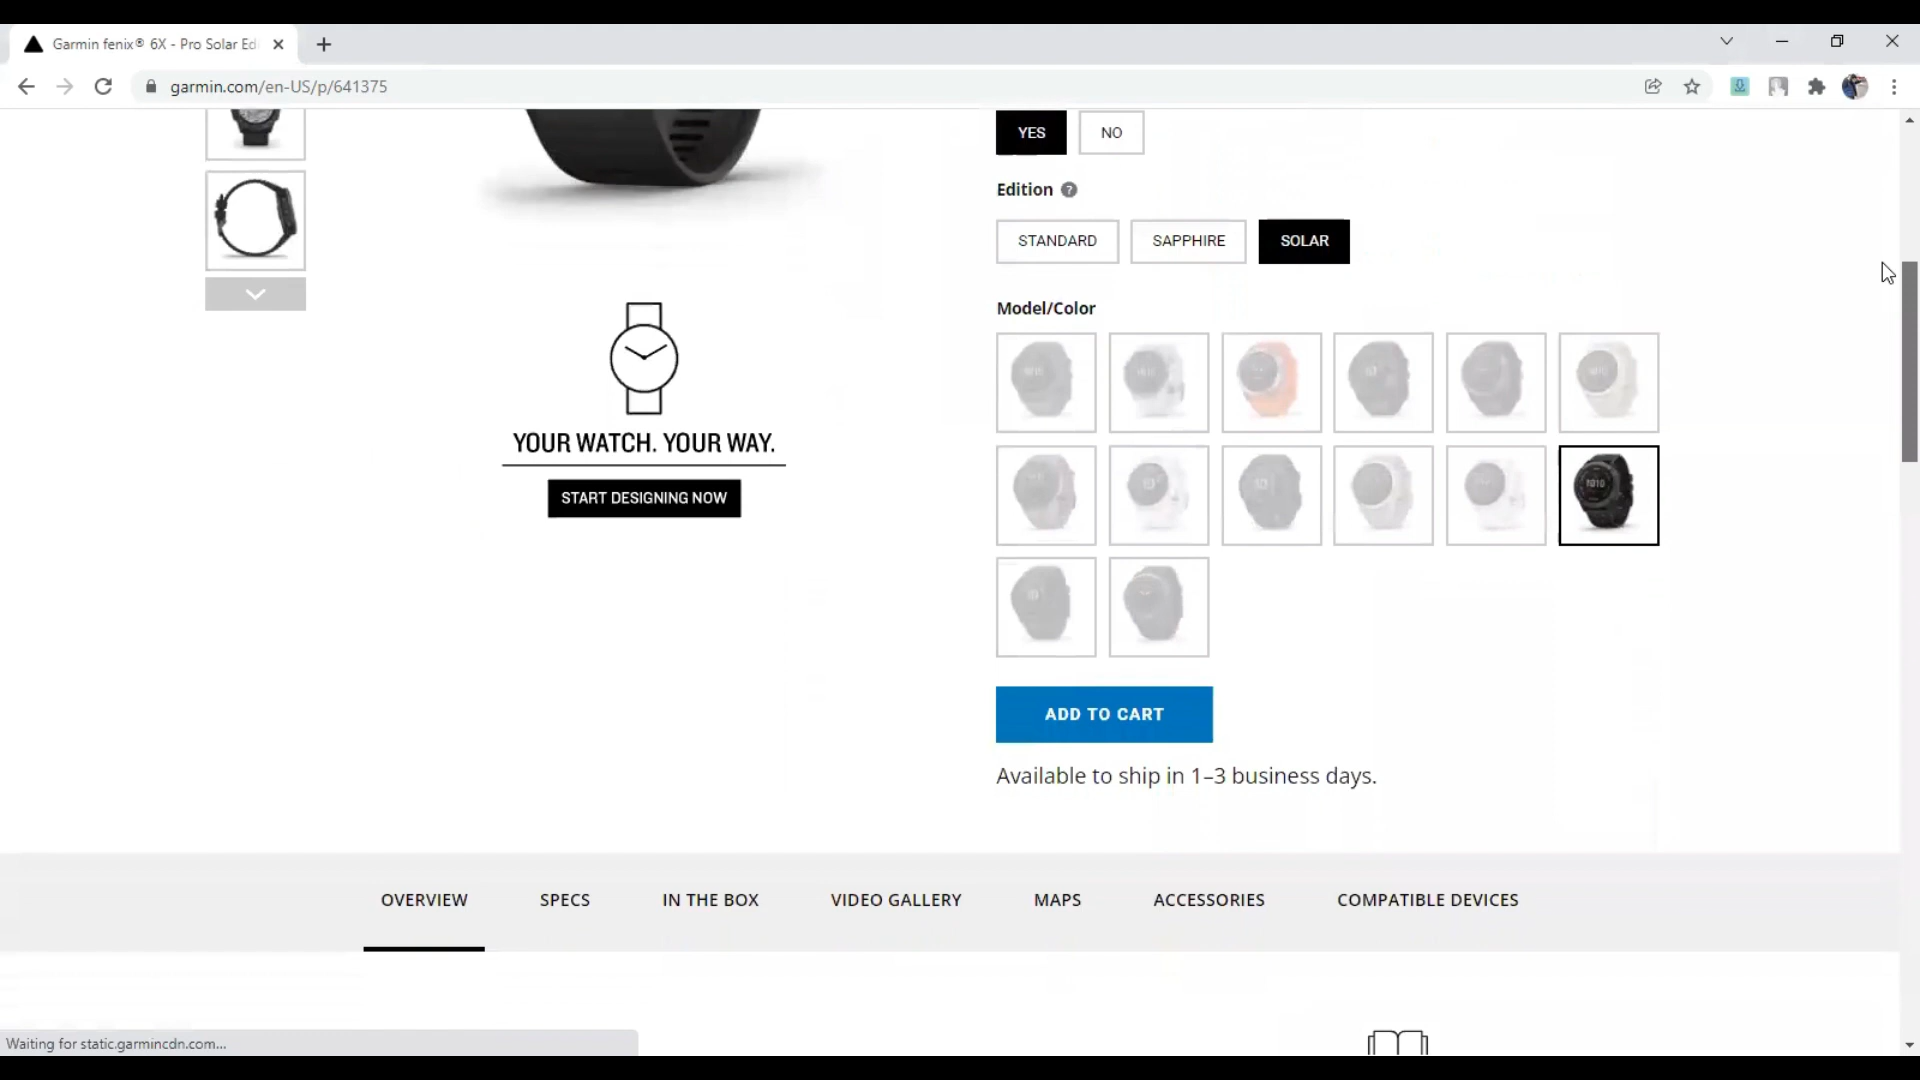 Garmin fenix® 6X - Pro Solar Ed
garmin.com/en-US/p/641375
YES
NO
Edition ?
STANDARD
SAPPHIRE
SOLAR
Model/Color
YOUR WATCH. YOUR WAY.
START DESIGNING NOW
ADD TO CART
Available to ship in 1–3 business days.
OVERVIEW
SPECS
IN THE BOX
VIDEO GALLERY
MAPS
ACCESSORIES
COMPATIBLE DEVICES
Waiting for static.garmincdn.com...